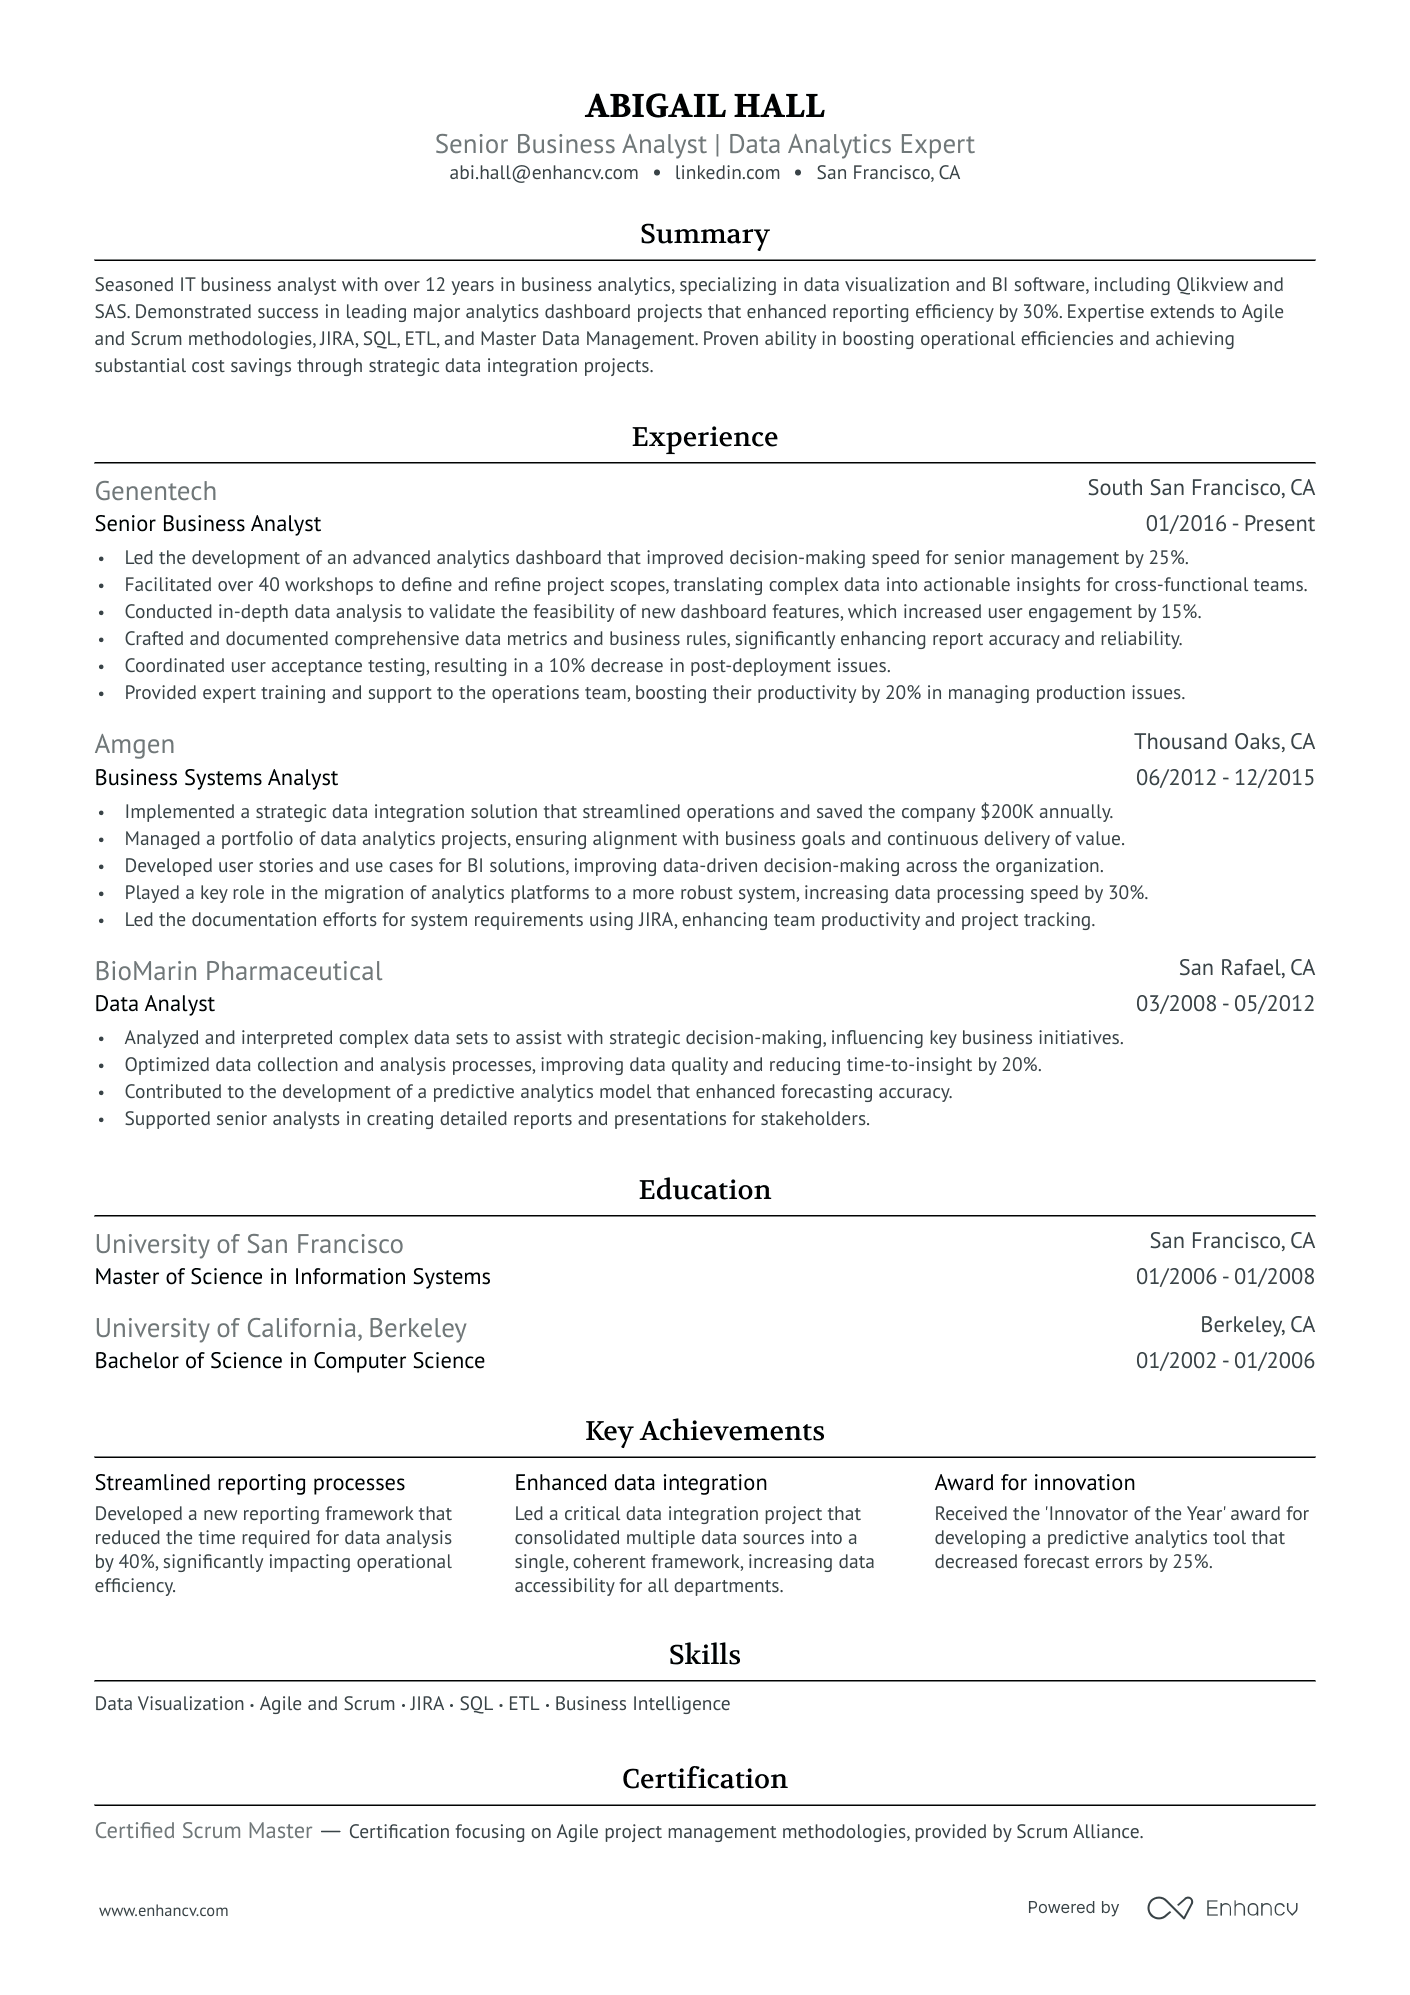 ABIGAIL HALL
Senior Business Analyst | Data Analytics Expert
abi.hall@enhancv.com • linkedin.com • San Francisco, CA
Summary
Seasoned IT business analyst with over 12 years in business analytics, specializing in data visualization and BI software, including Qlikview and
SAS. Demonstrated success in leading major analytics dashboard projects that enhanced reporting efficiency by 30%. Expertise extends to Agile
and Scrum methodologies, JIRA, SQL, ETL, and Master Data Management. Proven ability in boosting operational efficiencies and achieving
substantial cost savings through strategic data integration projects.
Experience
Genentech South San Francisco, CA
Senior Business Analyst 01/2016 - Present
• Led the development of an advanced analytics dashboard that improved decision-making speed for senior management by 25%.
• Facilitated over 40 workshops to define and refine project scopes, translating complex data into actionable insights for cross-functional teams.
• Conducted in-depth data analysis to validate the feasibility of new dashboard features, which increased user engagement by 15%.
• Crafted and documented comprehensive data metrics and business rules, significantly enhancing report accuracy and reliability.
• Coordinated user acceptance testing, resulting in a 10% decrease in post-deployment issues.
• Provided expert training and support to the operations team, boosting their productivity by 20% in managing production issues.
Amgen Thousand Oaks, CA
Business Systems Analyst 06/2012 - 12/2015
• Implemented a strategic data integration solution that streamlined operations and saved the company $200K annually.
• Managed a portfolio of data analytics projects, ensuring alignment with business goals and continuous delivery of value.
• Developed user stories and use cases for BI solutions, improving data-driven decision-making across the organization.
• Played a key role in the migration of analytics platforms to a more robust system, increasing data processing speed by 30%.
• Led the documentation efforts for system requirements using JIRA, enhancing team productivity and project tracking.
BioMarin Pharmaceutical San Rafael, CA
Data Analyst 03/2008 - 05/2012
• Analyzed and interpreted complex data sets to assist with strategic decision-making, influencing key business initiatives.
• Optimized data collection and analysis processes, improving data quality and reducing time-to-insight by 20%.
• Contributed to the development of a predictive analytics model that enhanced forecasting accuracy.
• Supported senior analysts in creating detailed reports and presentations for stakeholders.
Education
University of San Francisco San Francisco, CA
Master of Science in Information Systems 01/2006 - 01/2008
University of California, Berkeley Berkeley, CA
Bachelor of Science in Computer Science 01/2002 - 01/2006
Key Achievements
Streamlined reporting processes
Developed a new reporting framework that
reduced the time required for data analysis
by 40%, significantly impacting operational
efficiency.
Enhanced data integration
Led a critical data integration project that
consolidated multiple data sources into a
single, coherent framework, increasing data
accessibility for all departments.
Award for innovation
Received the 'Innovator of the Year' award for
developing a predictive analytics tool that
decreased forecast errors by 25%.
Skills
Data Visualization · Agile and Scrum · JIRA · SQL · ETL · Business Intelligence
Certification
Certified Scrum Master — Certification focusing on Agile project management methodologies, provided by Scrum Alliance.
www.enhancv.com Powered by Enhancv